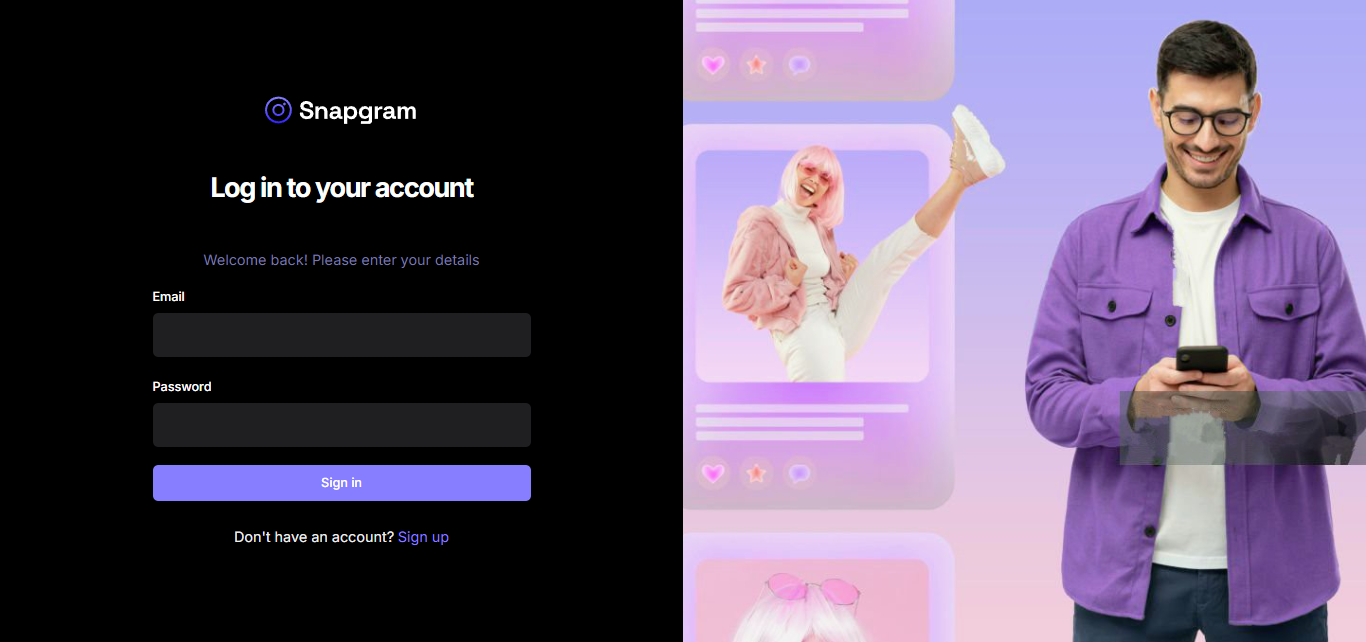 Snapgram
Log in to your account
Welcome back! Please enter your details
Email
Password
Sign in
Don't have an account? Sign up